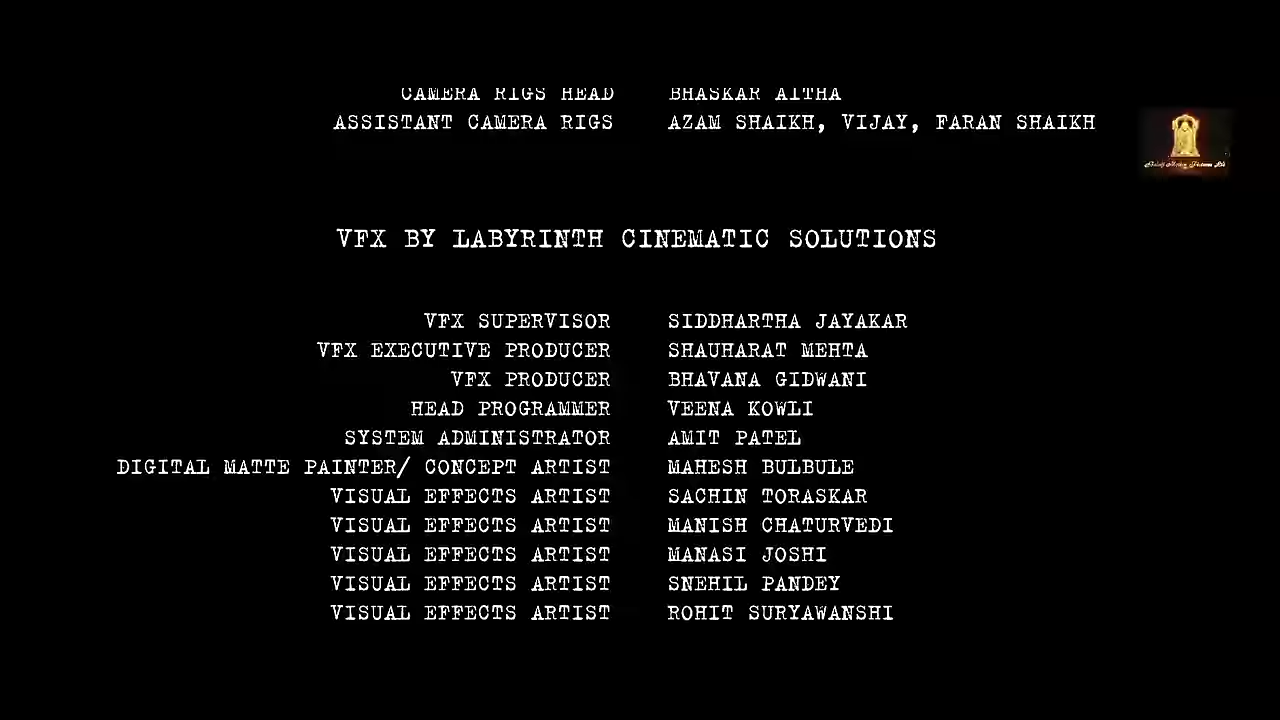 CAMERA RIGS HEAD BHASKAR AITHA
ASSISTANT CAMERA RIGS AZAM SHAIKH, VIJAY, FARAN SHAIKH
VFX BY LABYRINTH CINEMATIC SOLUTIONS
VFX SUPERVISOR SIDDHARTHA JAYAKAR
VFX EXECUTIVE PRODUCER SHAUHARAT MEHTA
VFX PRODUCER BHAVANA GIDWANI
HEAD PROGRAMMER VEENA KOWLI
SYSTEM ADMINISTRATOR AMIT PATEL
DIGITAL MATTE PAINTER/ CONCEPT ARTIST MAHESH BULBULE
VISUAL EFFECTS ARTIST SACHIN TORASKAR
VISUAL EFFECTS ARTIST MANISH CHATURVEDI
VISUAL EFFECTS ARTIST MANASI JOSHI
VISUAL EFFECTS ARTIST SNEHIL PANDEY
VISUAL EFFECTS ARTIST ROHIT SURYAWANSHI